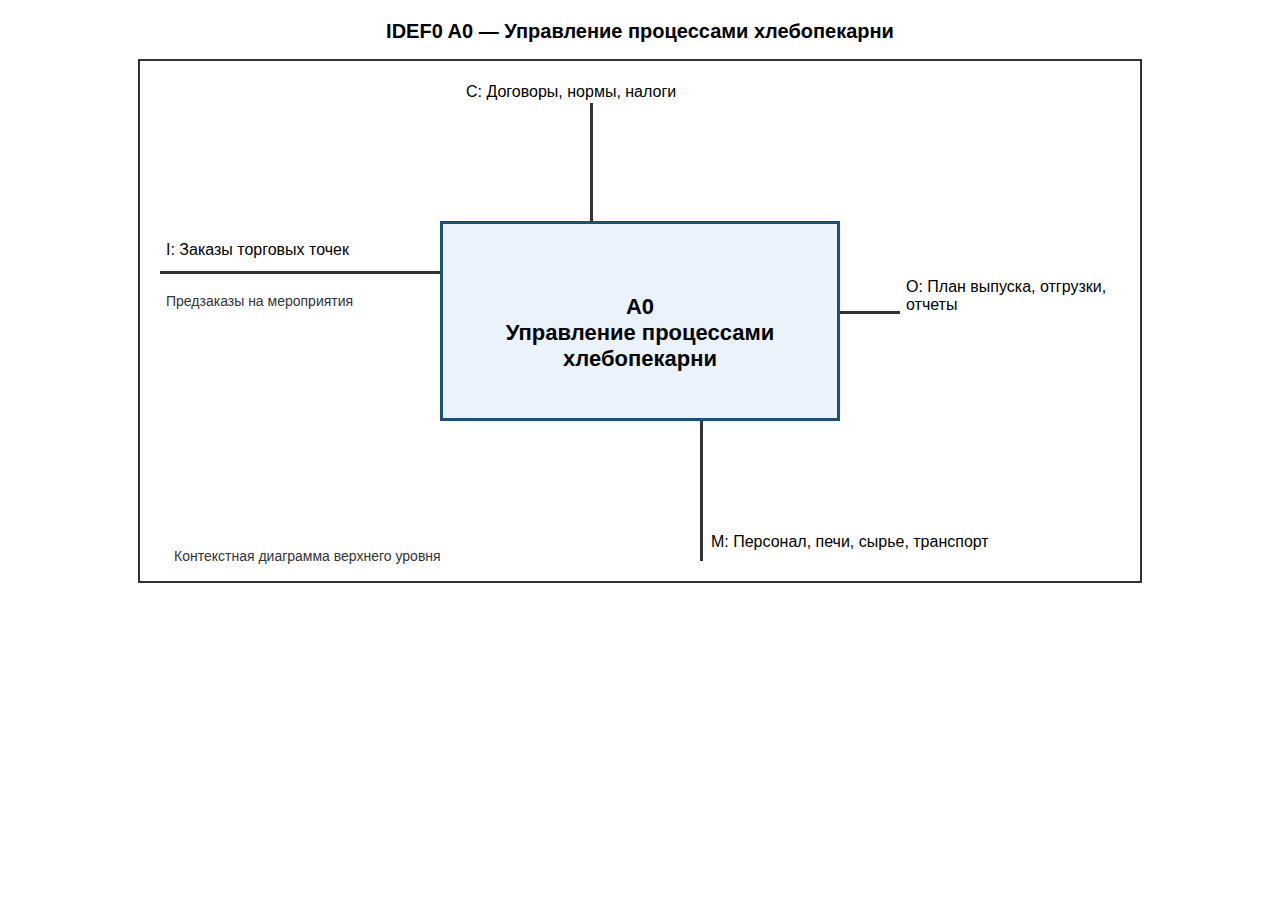 IDEF0 A0 — Управление процессами хлебопекарни
C: Договоры, нормы, налоги
I: Заказы торговых точек
Предзаказы на мероприятия
A0
Управление процессами
хлебопекарни
O: План выпуска, отгрузки,
отчеты
M: Персонал, печи, сырье, транспорт
Контекстная диаграмма верхнего уровня